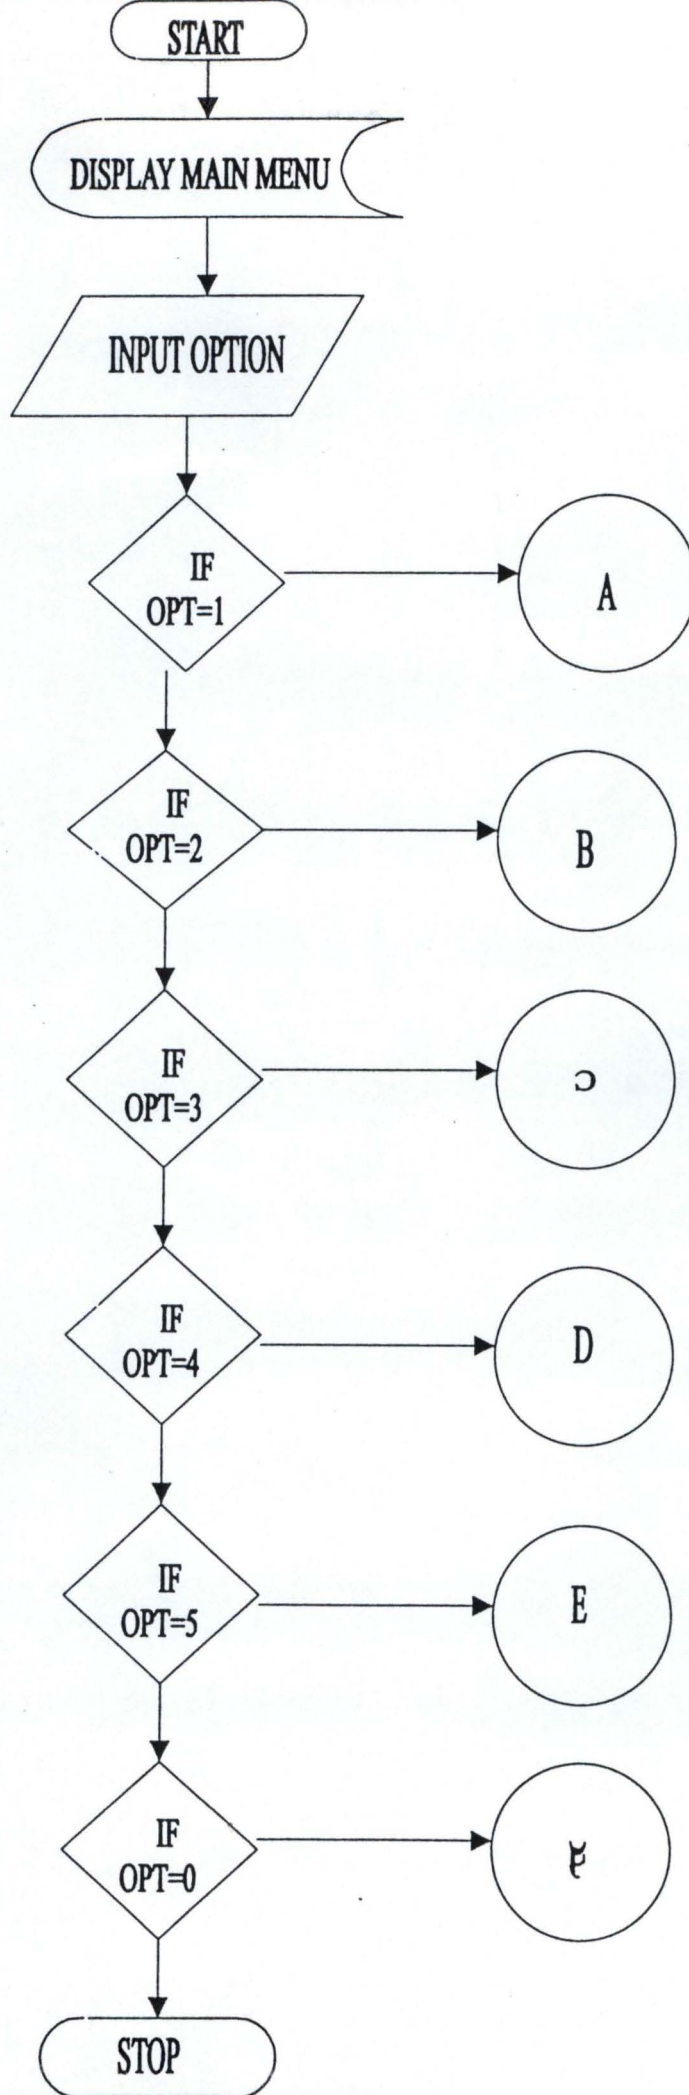 START
DISPLAY MAIN MENU
INPUT OPTION
IF
OPT=1
A
IF
OPT=2
B
IF
OPT=3
IF
OPT=4
D
IF
OPT=5
E
IF
OPT=0
STOP